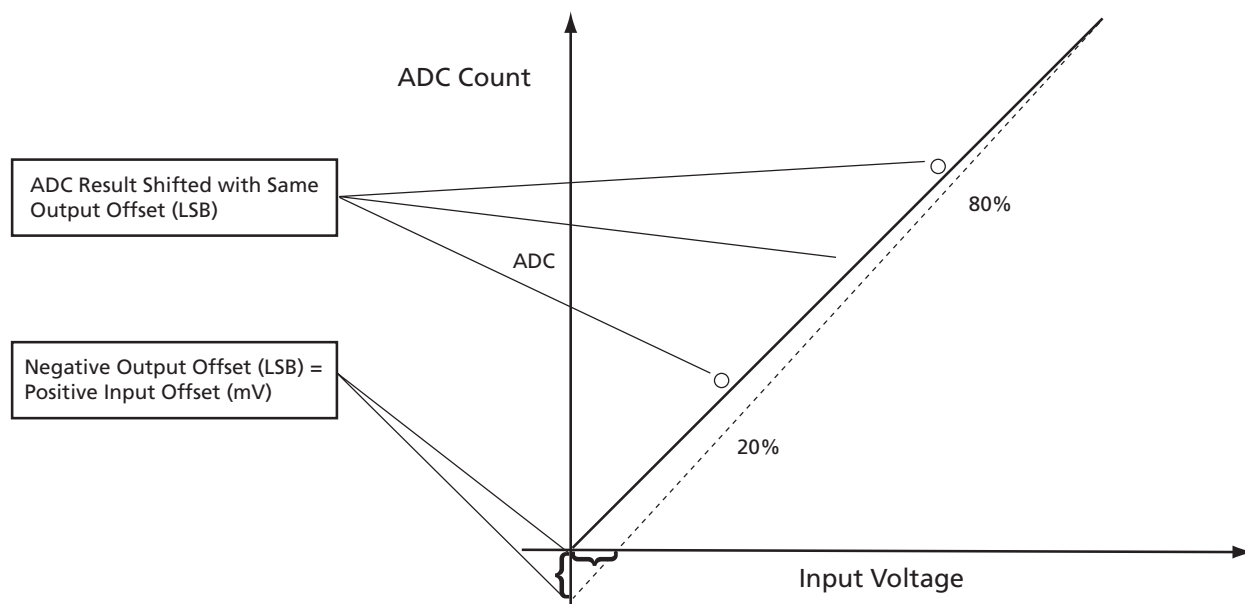 ADC Count
ADC Result Shifted with Same
Output Offset (LSB)
80%
ADC
Negative Output Offset (LSB) =
Positive Input Offset (mV)
20%
Input Voltage